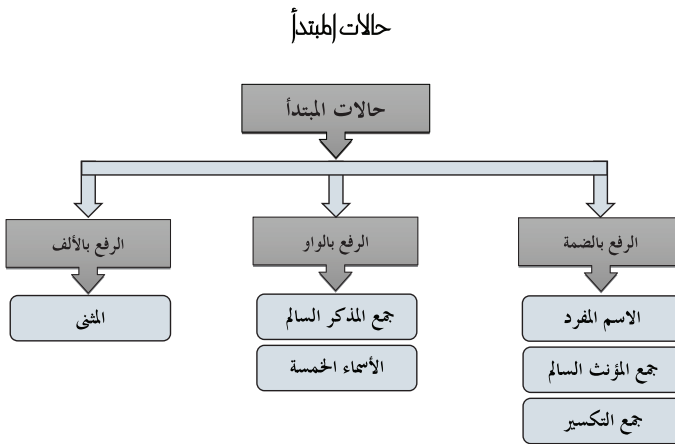 حالات المبتدأ
حالات المبتدأ
الرفع بالضمة
الرفع بالواو
الرفع بالألف
الاسم المفرد
جمع المذكر السالم
المثنى
جمع المؤنث السالم
الأسماء الخمسة
جمع التكسير